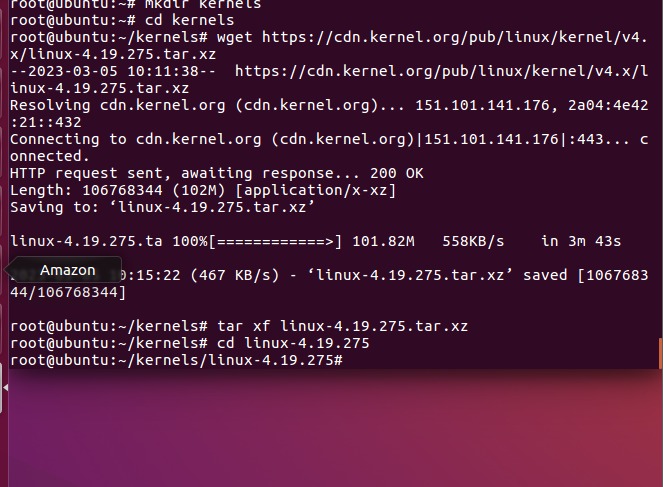 root@ubuntu:~# mkdir kernels
root@ubuntu:~# cd kernels
root@ubuntu:~/kernels# wget https://cdn.kernel.org/pub/linux/kernel/v4.
x/linux-4.19.275.tar.xz
--2023-03-05 10:11:38--  https://cdn.kernel.org/pub/linux/kernel/v4.x/l
inux-4.19.275.tar.xz
Resolving cdn.kernel.org (cdn.kernel.org)... 151.101.141.176, 2a04:4e42
:21::432
Connecting to cdn.kernel.org (cdn.kernel.org)|151.101.141.176|:443... c
onnected.
HTTP request sent, awaiting response... 200 OK
Length: 106768344 (102M) [application/x-xz]
Saving to: ‘linux-4.19.275.tar.xz’
linux-4.19.275.ta 100%[============>] 101.82M   558KB/s    in 3m 43s
Amazon
0:15:22 (467 KB/s) - ‘linux-4.19.275.tar.xz’ saved [1067683
44/106768344]
root@ubuntu:~/kernels# tar xf linux-4.19.275.tar.xz
root@ubuntu:~/kernels# cd linux-4.19.275
root@ubuntu:~/kernels/linux-4.19.275#